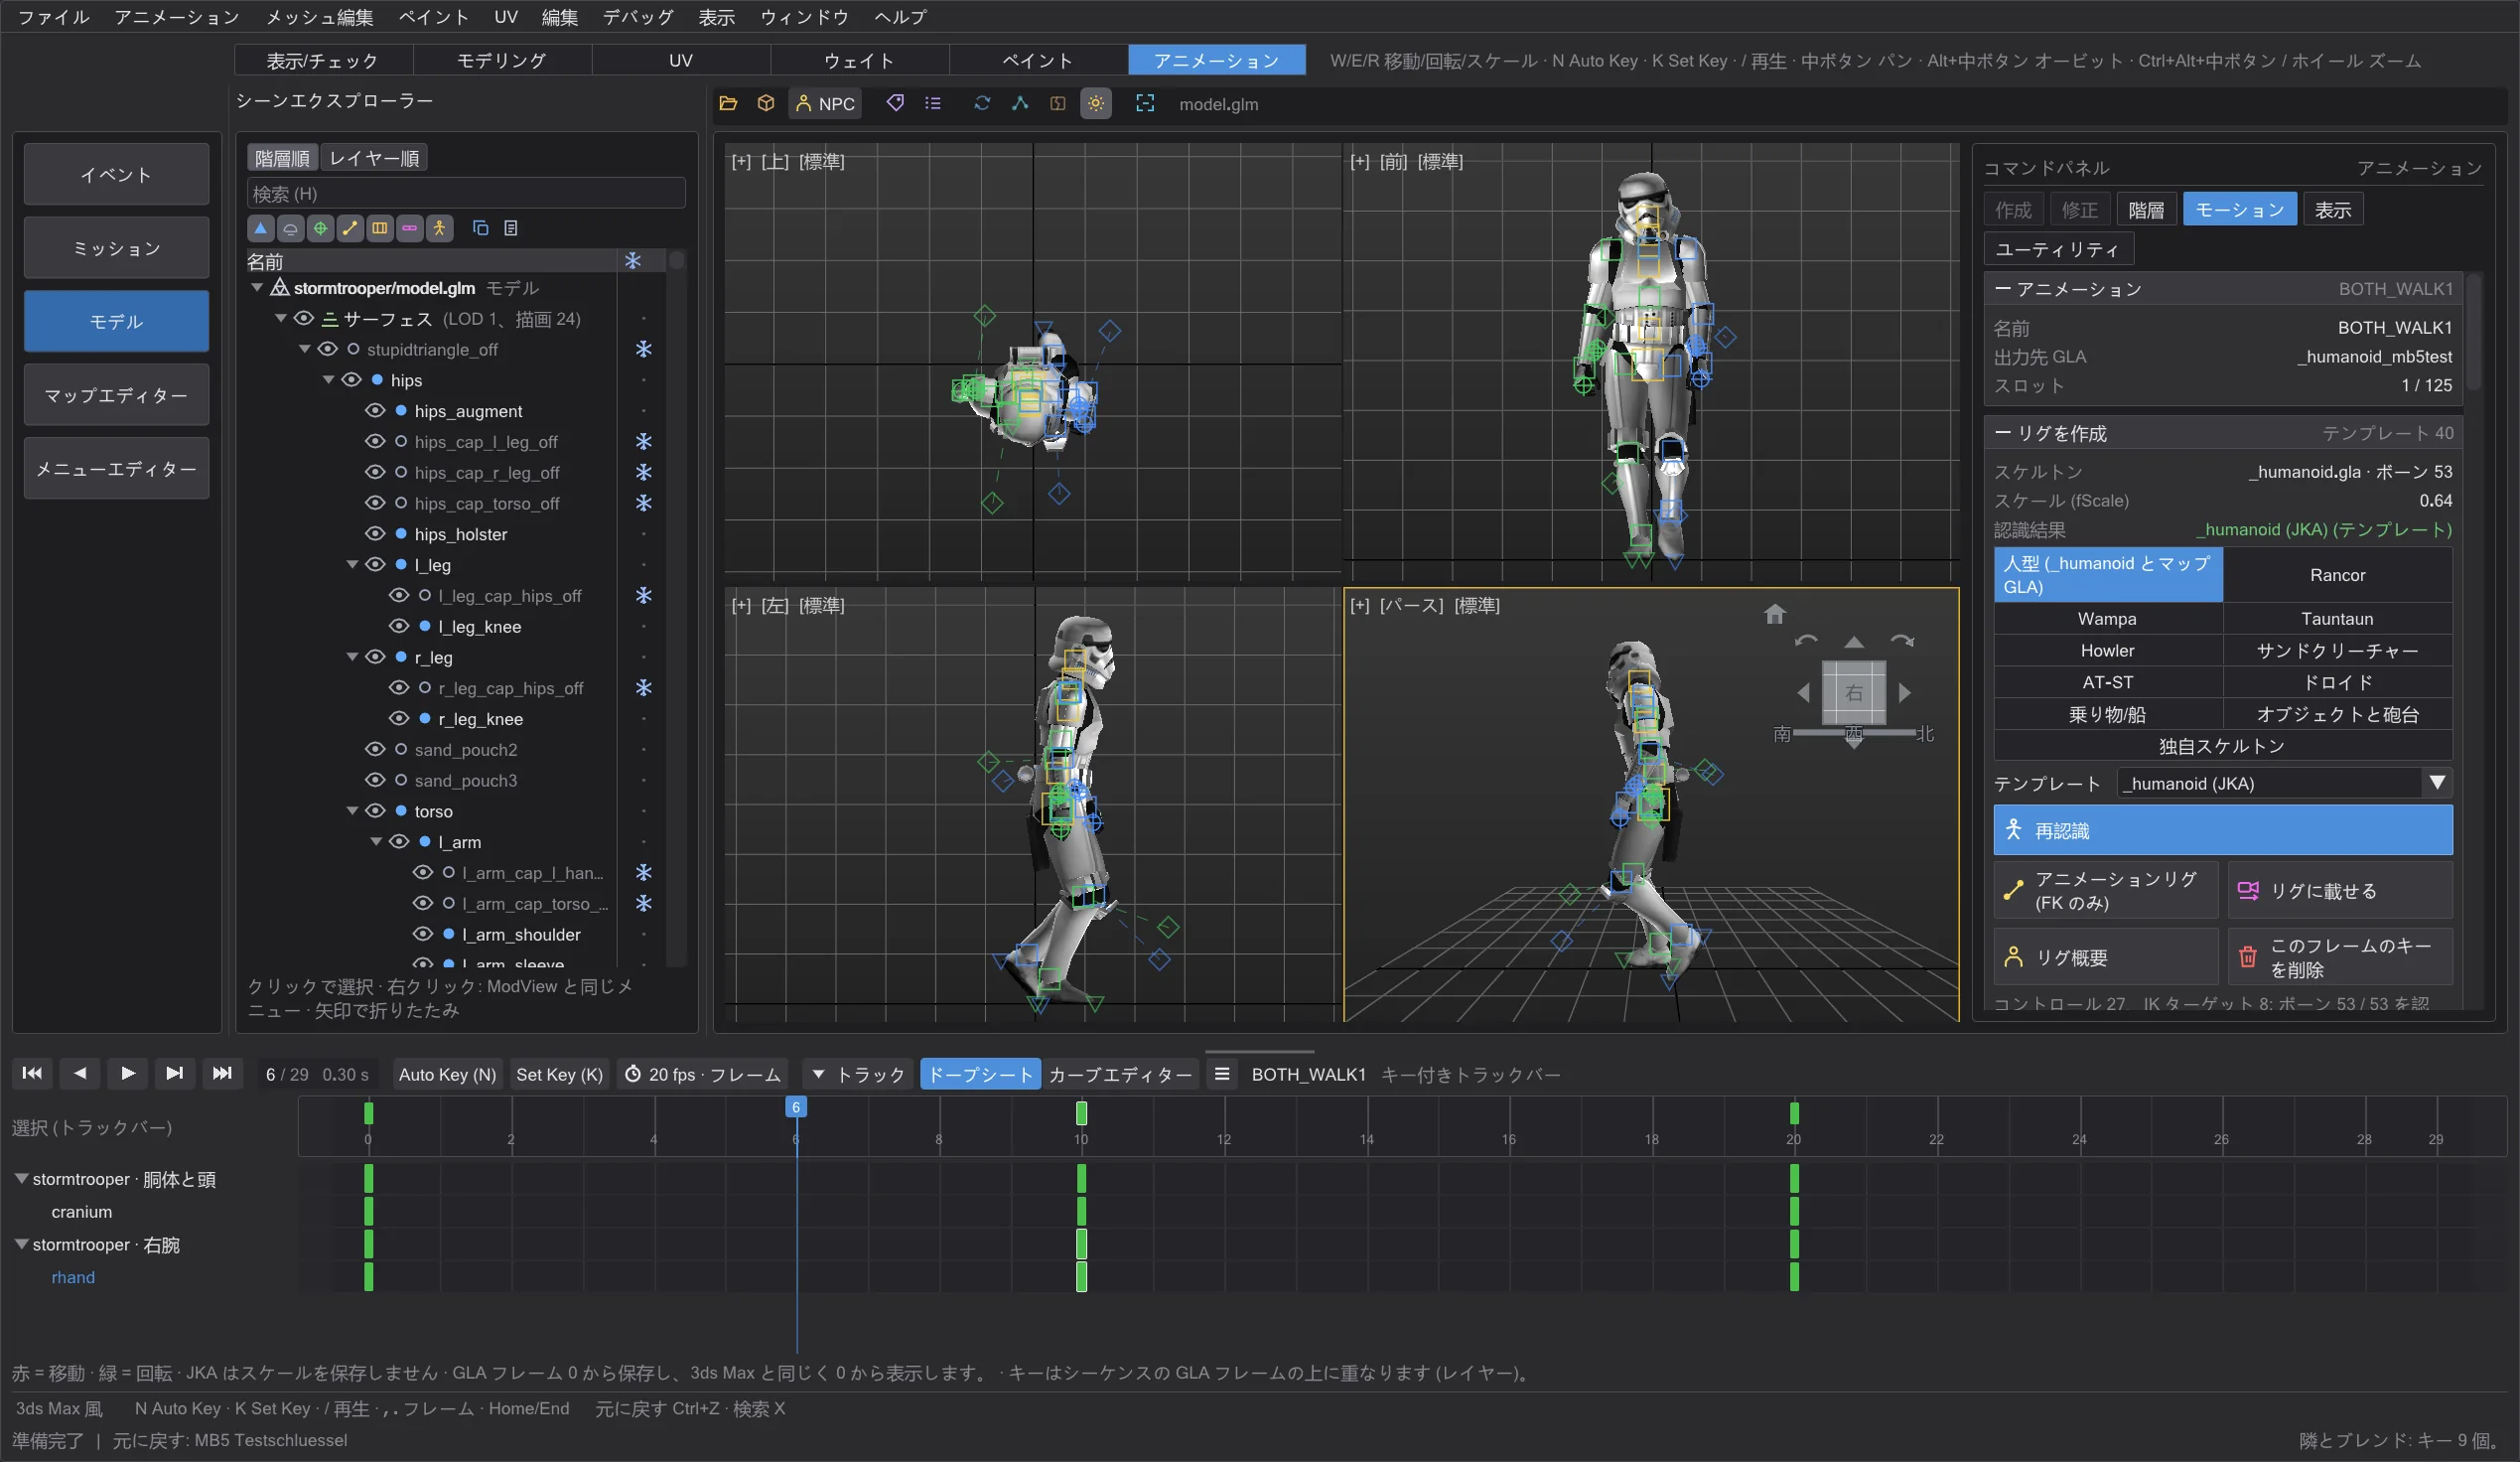 ファイル アニメーション メッシュ編集 ペイント UV 編集 デバッグ 表示 ウィンドウ ヘルプ
表示/チェック モデリング UV ウェイト ペイント アニメーション W/E/R 移動/回転/スケール · N Auto Key · K Set Key · / 再生 · 中ボタン パン · Alt+中ボタン オービット · Ctrl+Alt+中ボタン / ホイール ズーム
シーンエクスプローラー
NPC model.glm
イベント
ミッション
モデル
マップエディター
メニューエディター
階層順 レイヤー順
検索 (H)
名前
stormtrooper/model.glm モデル
サーフェス (LOD 1、描画 24)
stupidtriangle_off
hips
hips_augment
hips_cap_l_leg_off
hips_cap_r_leg_off
hips_cap_torso_off
hips_holster
l_leg
l_leg_cap_hips_off
l_leg_knee
r_leg
r_leg_cap_hips_off
r_leg_knee
sand_pouch2
sand_pouch3
torso
l_arm
l_arm_cap_l_han...
l_arm_cap_torso_...
l_arm_shoulder
l_arm_sleeve
クリックで選択 · 右クリック: ModView と同じメ
ニュー · 矢印で折りたたみ
[+] [上] [標準]
[+] [前] [標準]
[+] [左] [標準]
[+] [パース] [標準]
右
南 西 北
コマンドパネル アニメーション
作成 修正 階層 モーション 表示
ユーティリティ
アニメーション BOTH_WALK1
名前 BOTH_WALK1
出力先 GLA _humanoid_mb5test
スロット 1 / 125
リグを作成 テンプレート 40
スケルトン _humanoid.gla · ボーン 53
スケール (fScale) 0.64
認識結果 _humanoid (JKA) (テンプレート)
人型 (_humanoid とマップ
GLA)
Rancor
Wampa Tauntaun
Howler サンドクリーチャー
AT-ST ドロイド
乗り物/船 オブジェクトと砲台
独自スケルトン
テンプレート _humanoid (JKA)
再認識
アニメーションリグ
(FK のみ)
リグに載せる
リグ概要
このフレームのキー
を削除
コントロール 27、IK ターゲット 8: ボーン 53 / 53 を認
6 / 29 0.30 s Auto Key (N) Set Key (K) 20 fps · フレーム トラック ドープシート カーブエディター BOTH_WALK1 キー付きトラックバー
6
選択 (トラックバー)
0 2 4 6 8 10 12 14 16 18 20 22 24 26 28 29
stormtrooper · 胴体と頭
cranium
stormtrooper · 右腕
rhand
赤 = 移動 · 緑 = 回転 · JKA はスケールを保存しません · GLA フレーム 0 から保存し、3ds Max と同じく 0 から表示します。 · キーはシーケンスの GLA フレームの上に重なります (レイヤー)。
3ds Max 風 N Auto Key · K Set Key · / 再生 · , . フレーム · Home/End 元に戻す Ctrl+Z · 検索 X
準備完了 | 元に戻す: MB5 Testschluessel
隣とブレンド: キー 9 個。